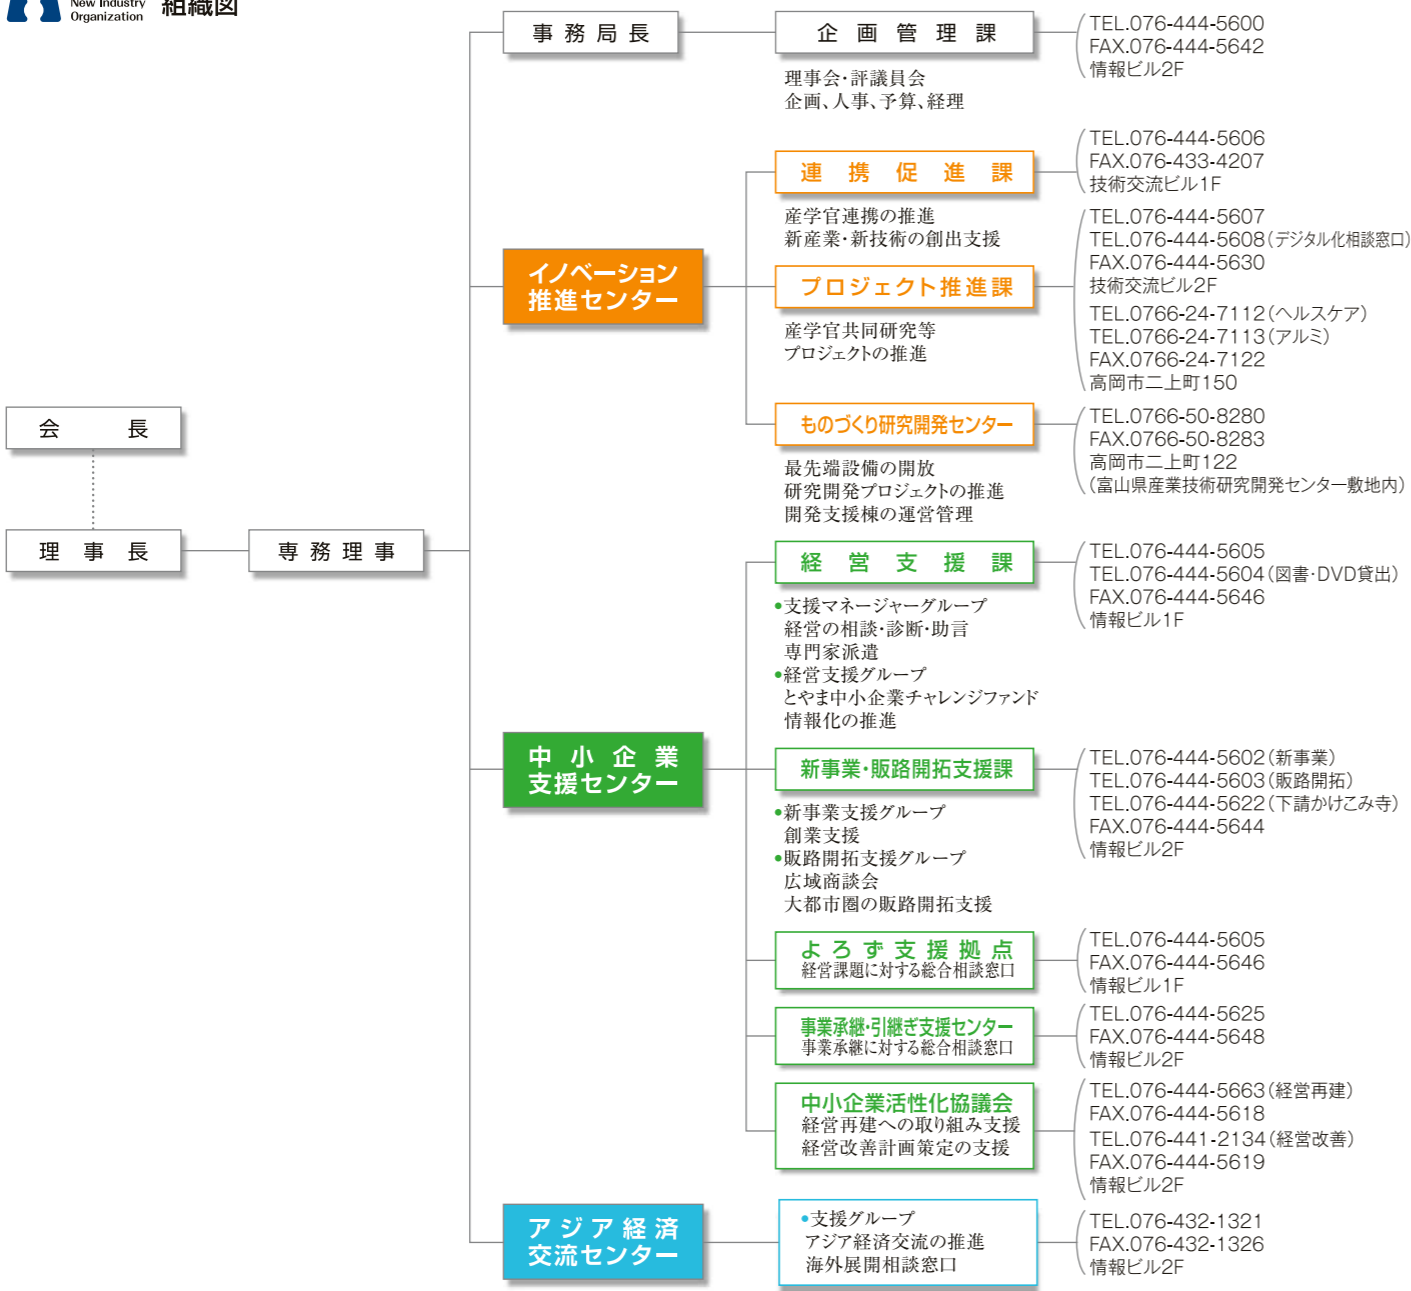 New Industry
Organization
組織図
会長
理事長
専務理事
事務局長
企画管理課
理事会・評議員会
企画、人事、予算、経理
TEL.076-444-5600
FAX.076-444-5642
情報ビル2F
イノベーション
推進センター
連携促進課
産学官連携の推進
新産業・新技術の創出支援
TEL.076-444-5606
FAX.076-433-4207
技術交流ビル1F
プロジェクト推進課
産学官共同研究等
プロジェクトの推進
TEL.076-444-5607
TEL.076-444-5608(デジタル化相談窓口)
FAX.076-444-5630
技術交流ビル2F
TEL.0766-24-7112(ヘルスケア)
TEL.0766-24-7113(アルミ)
FAX.0766-24-7122
高岡市二上町150
ものづくり研究開発センター
最先端設備の開放
研究開発プロジェクトの推進
開発支援棟の運営管理
TEL.0766-50-8280
FAX.0766-50-8283
高岡市二上町122
(富山県産業技術研究開発センター敷地内)
中小企業
支援センター
経営支援課
•支援マネージャーグループ
経営の相談・診断・助言
専門家派遣
•経営支援グループ
とやま中小企業チャレンジファンド
情報化の推進
TEL.076-444-5605
TEL.076-444-5604(図書・DVD貸出)
FAX.076-444-5646
情報ビル1F
新事業・販路開拓支援課
•新事業支援グループ
創業支援
•販路開拓支援グループ
広域商談会
大都市圏の販路開拓支援
TEL.076-444-5602(新事業)
TEL.076-444-5603(販路開拓)
TEL.076-444-5622(下請かけこみ寺)
FAX.076-444-5644
情報ビル2F
よろず支援拠点
経営課題に対する総合相談窓口
TEL.076-444-5605
FAX.076-444-5646
情報ビル1F
事業承継・引継ぎ支援センター
事業承継に対する総合相談窓口
TEL.076-444-5625
FAX.076-444-5648
情報ビル2F
中小企業活性化協議会
経営再建への取り組み支援
経営改善計画策定の支援
TEL.076-444-5663(経営再建)
FAX.076-444-5618
TEL.076-441-2134(経営改善)
FAX.076-444-5619
情報ビル2F
アジア経済
交流センター
•支援グループ
アジア経済交流の推進
海外展開相談窓口
TEL.076-432-1321
FAX.076-432-1326
情報ビル2F